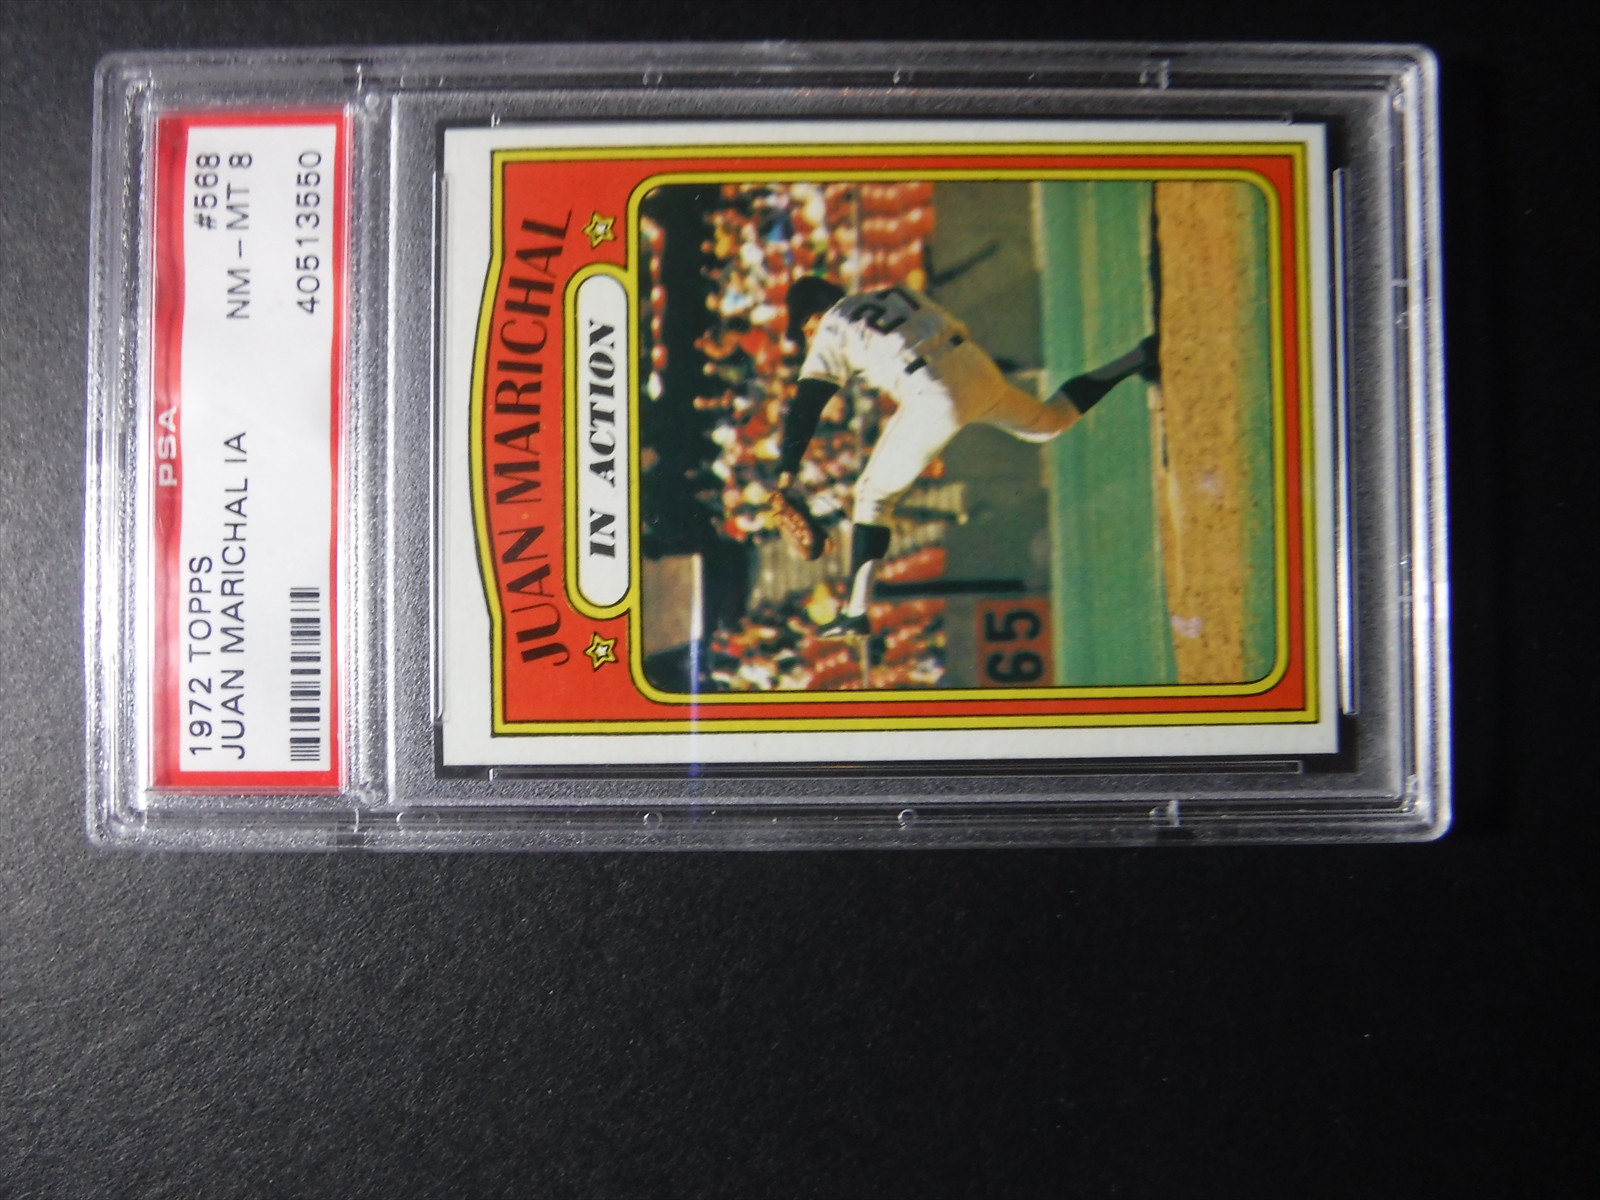 1972 TOPPS #568
JUAN MARICHAL IA NM-MT 8
PSA 40513550
JUAN MARICHAL
IN ACTION
27
65